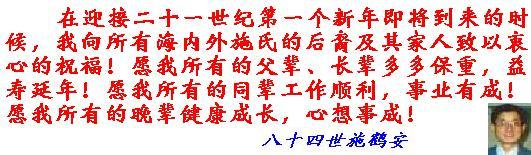 在迎接二十一世纪第一个新年即将到来的时
候，我向所有海内外施氏的后裔及其家人致以衷
心的祝福！愿我所有的父辈、长辈多多保重，益
寿延年！愿我所有的同辈工作顺利，事业有成！
愿我所有的晚辈健康成长，心想事成！
八十四世施鹤安